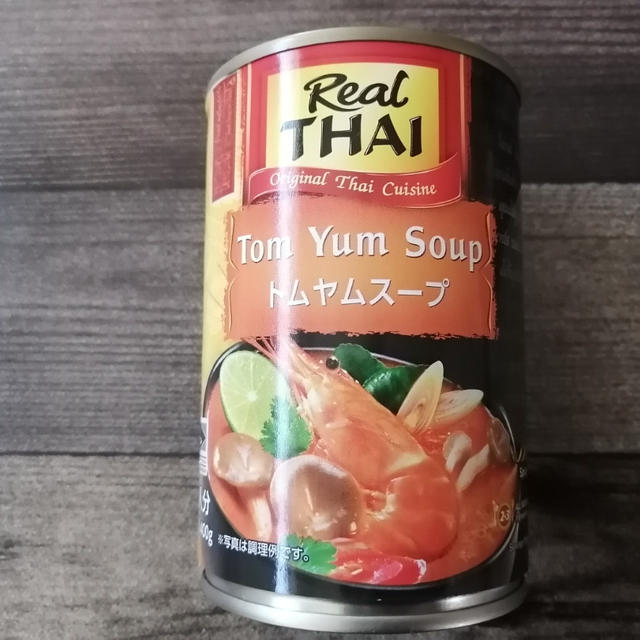 Real
THAI
Original Thai Cuisine
Tom Yum Soup
トムヤムスープ
※写真は調理例です。